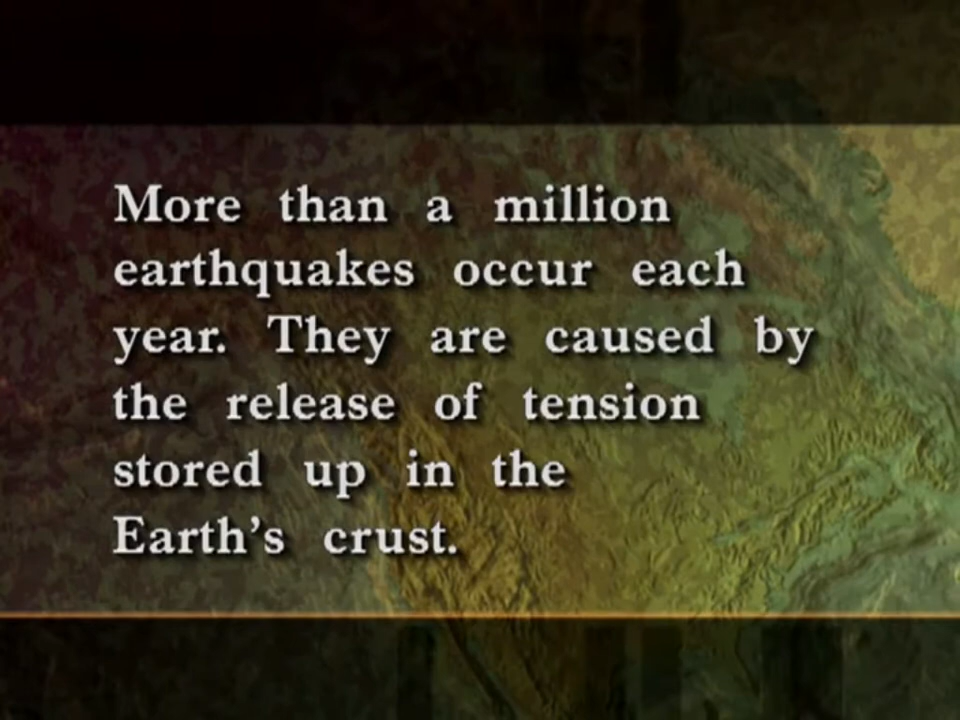 More than a million
earthquakes occur each
year. They are caused by
the release of tension
stored up in the
Earth’s crust.